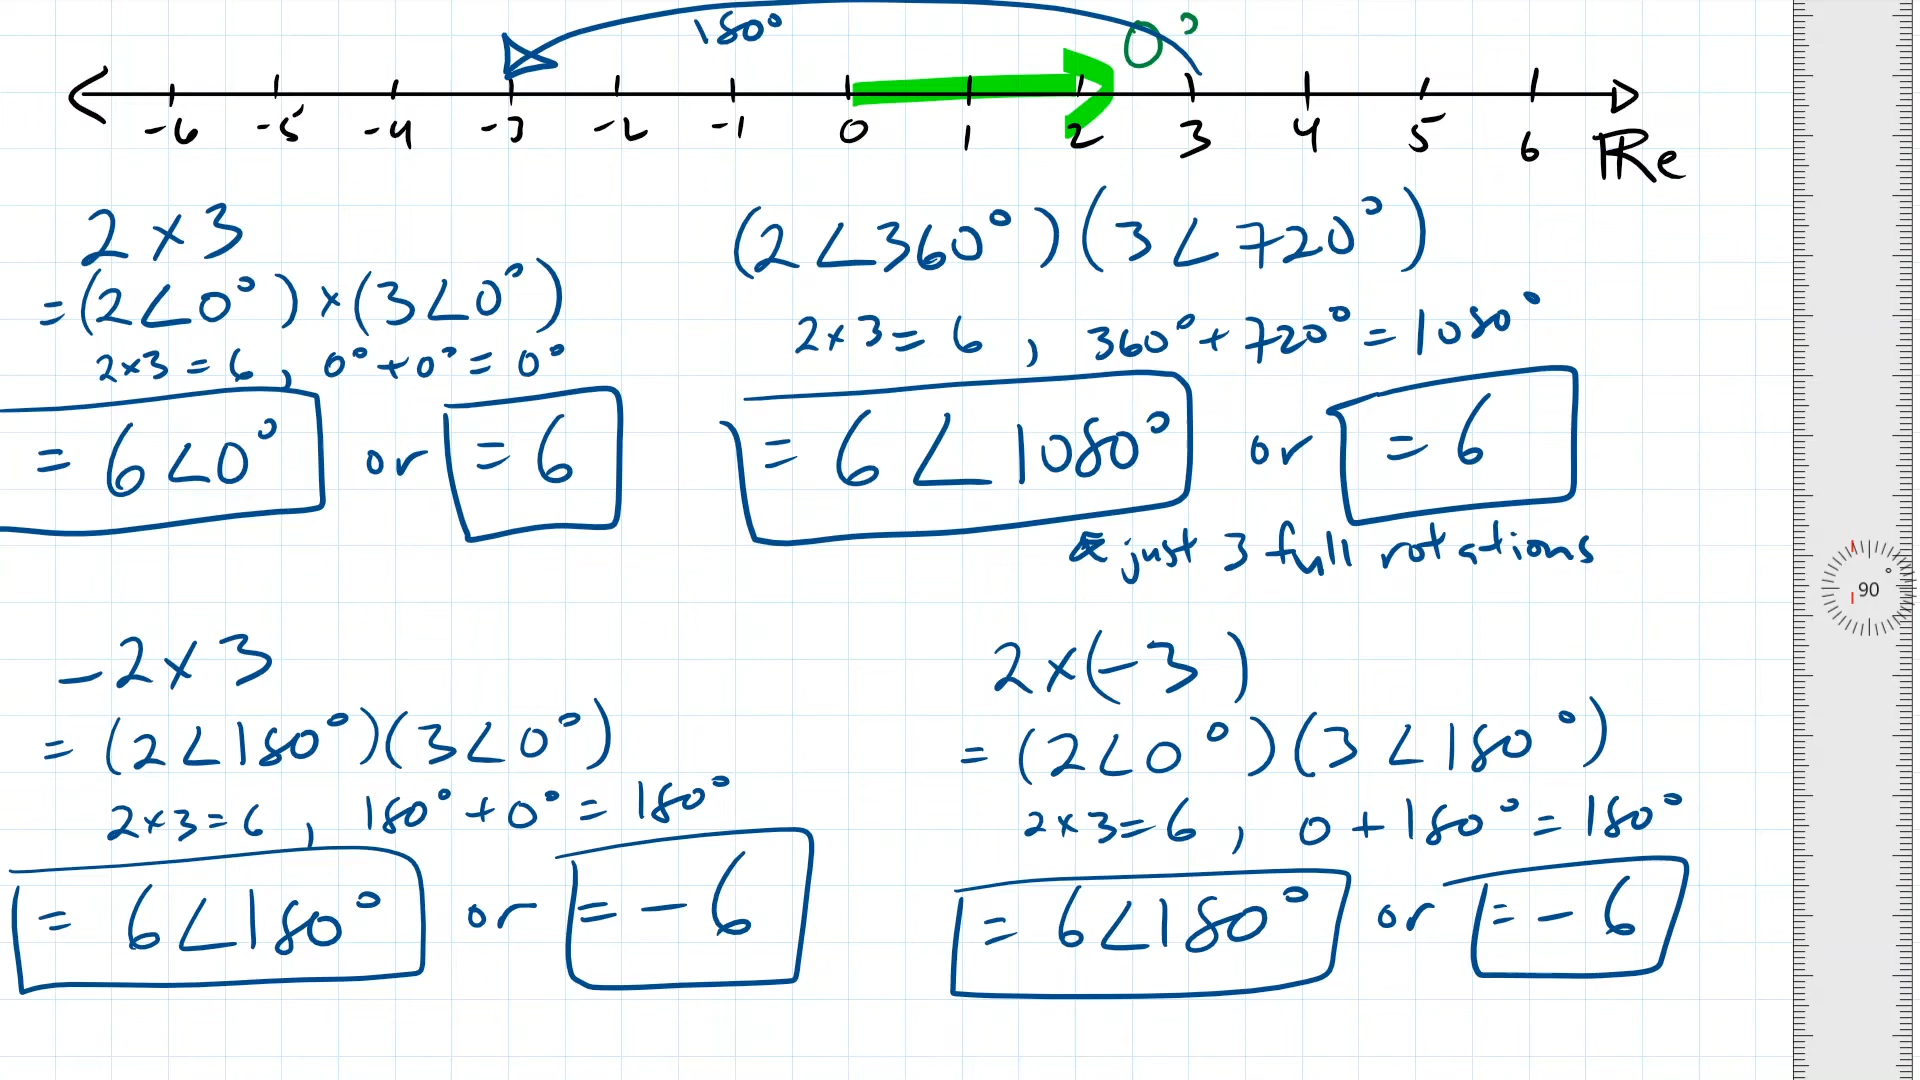 180° 0°
-6 -5 -4 -3 -2 -1 0 1 2 3 4 5 6 Re
2 × 3
= (2∠0°) × (3∠0°)
2×3 = 6, 0° + 0° = 0°
= 6∠0° or = 6
(2∠360°)(3∠720°)
2×3 = 6, 360° + 720° = 1080°
= 6∠1080° or = 6
just 3 full rotations
-2 × 3
= (2∠180°)(3∠0°)
2×3=6, 180° + 0° = 180°
= 6∠180° or = -6
2×(-3)
= (2∠0°)(3∠180°)
2×3=6, 0 + 180° = 180°
= 6∠180° or = -6
90°